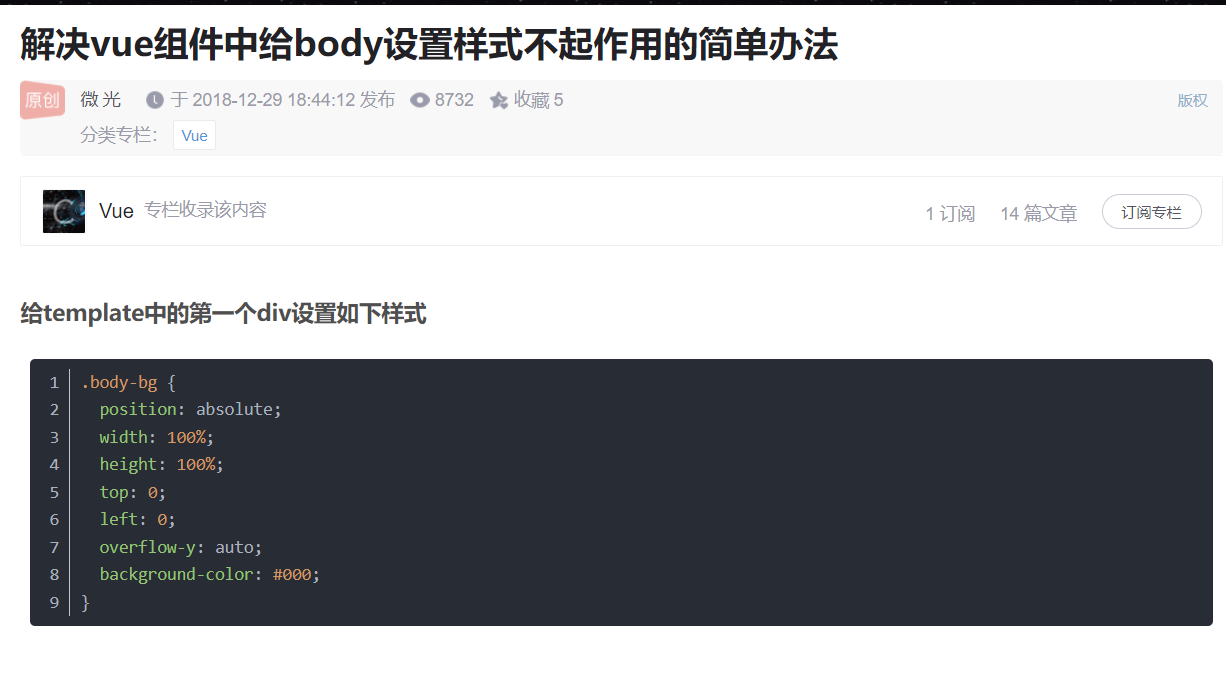 解决vue组件中给body设置样式不起作用的简单办法
原创 微 光 于 2018-12-29 18:44:12 发布 8732 收藏 5 版权
分类专栏： Vue
Vue 专栏收录该内容 1 订阅 14 篇文章 订阅专栏
给template中的第一个div设置如下样式
1 .body-bg {
2 position: absolute;
3 width: 100%;
4 height: 100%;
5 top: 0;
6 left: 0;
7 overflow-y: auto;
8 background-color: #000;
9 }